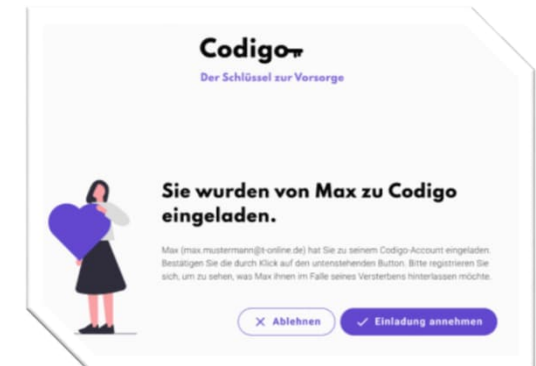 Codigo
Der Schlüssel zur Vorsorge
Sie wurden von Max zu Codigo
eingeladen.
Max (max.mustermann@t-online.de) hat Sie zu seinem Codigo-Account eingeladen.
Bestätigen Sie die durch Klick auf den untenstehenden Button. Bitte registrieren Sie
sich, um zu sehen, was Max Ihnen im Falle seines Versterbens hinterlassen möchte.
Ablehnen
Einladung annehmen